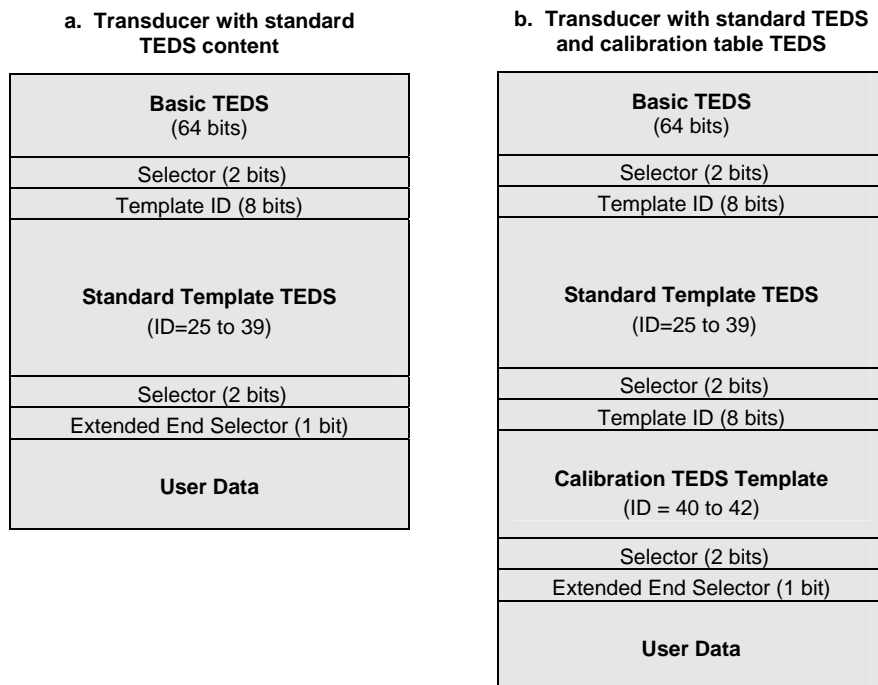 a. Transducer with standard
TEDS content
Basic TEDS
(64 bits)
Selector (2 bits)
Template ID (8 bits)
Standard Template TEDS
(ID=25 to 39)
Selector (2 bits)
Extended End Selector (1 bit)
User Data
b. Transducer with standard TEDS
and calibration table TEDS
Basic TEDS
(64 bits)
Selector (2 bits)
Template ID (8 bits)
Standard Template TEDS
(ID=25 to 39)
Selector (2 bits)
Template ID (8 bits)
Calibration TEDS Template
(ID = 40 to 42)
Selector (2 bits)
Extended End Selector (1 bit)
User Data